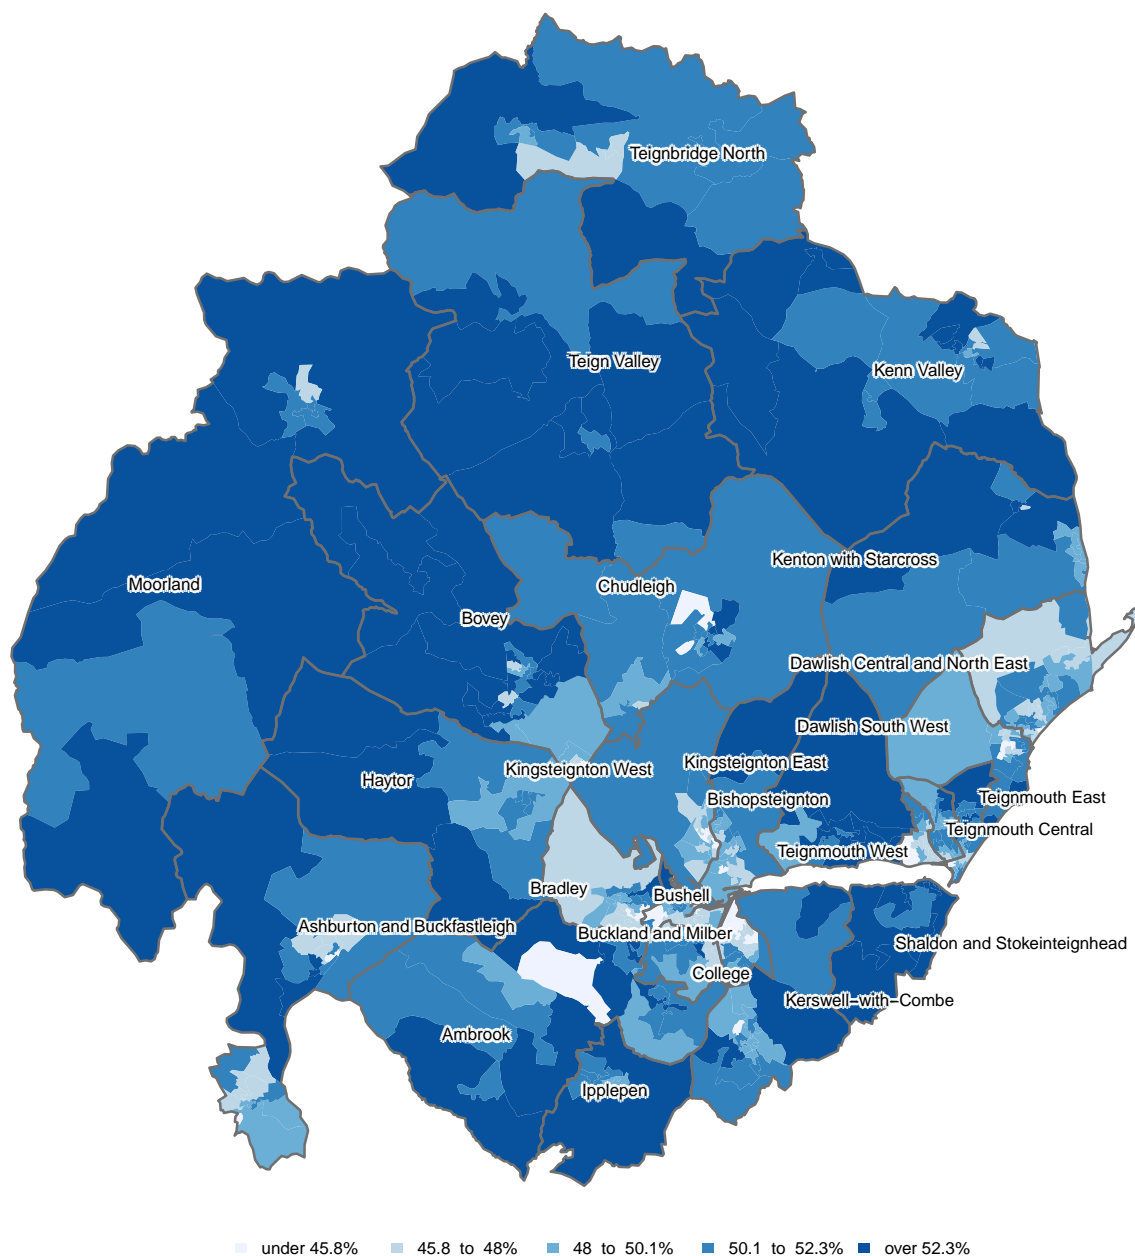 Teignbridge North
Teign Valley
Kenn Valley
Kenton with Starcross
Moorland
Chudleigh
Bovey
Dawlish Central and North East
Dawlish South West
Kingsteignton East
Kingsteignton West
Haytor
Bishopsteignton
Teignmouth East
Teignmouth Central
Teignmouth West
Bradley
Bushell
Ashburton and Buckfastleigh
Buckland and Milber
Shaldon and Stokeinteignhead
College
Kerswell−with−Combe
Ambrook
Ipplepen
under 45.8% 45.8 to 48% 48 to 50.1% 50.1 to 52.3% over 52.3%